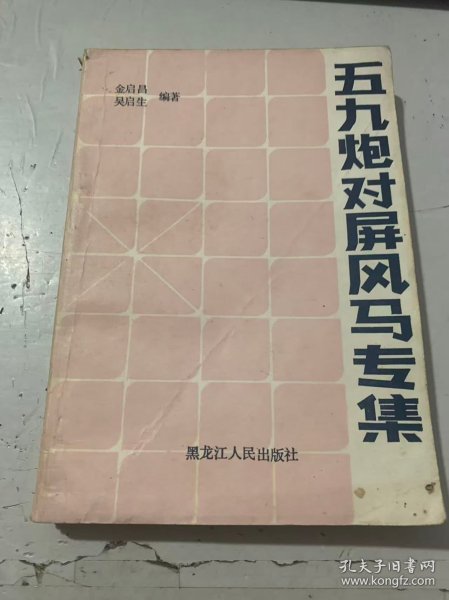 五九炮对屏风马专集
金启昌
吴启生
编著
黑龙江人民出版社
孔夫子旧书网
www.kongfz.com